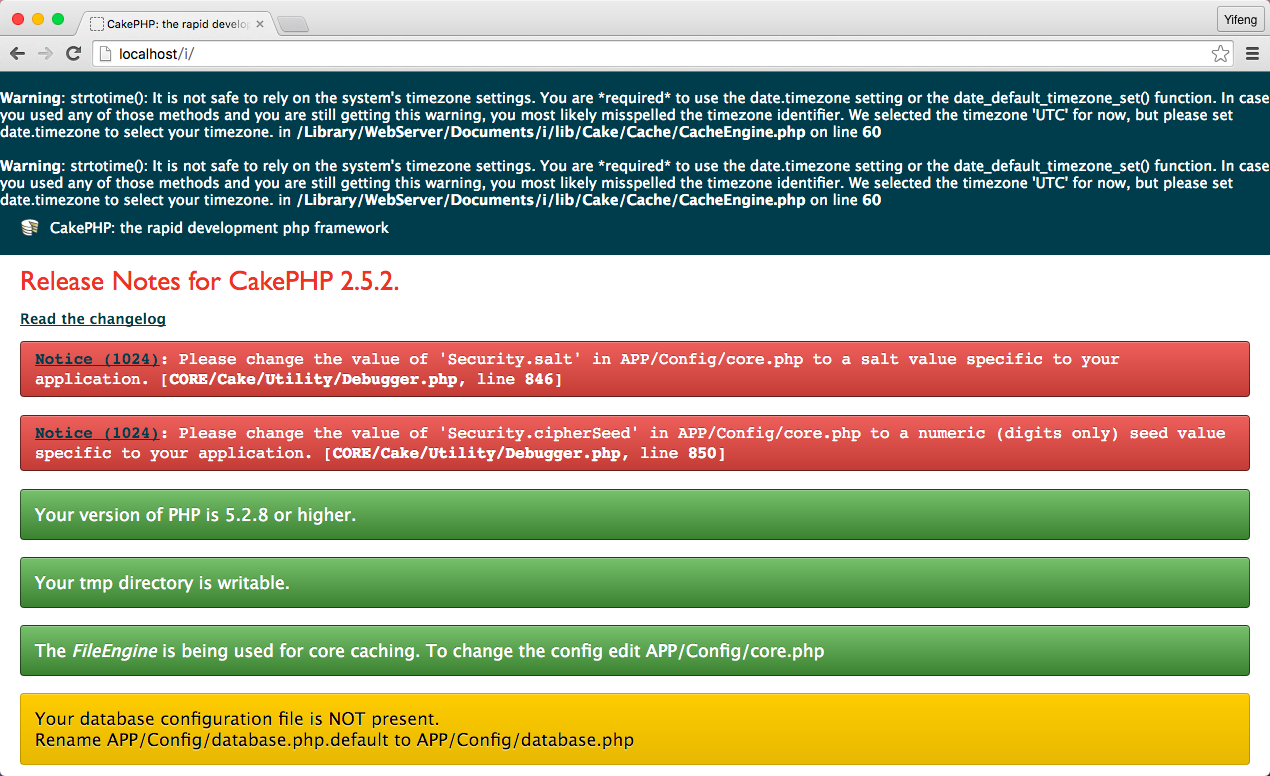 CakePHP: the rapid develo
Yifeng
localhost/i/
Warning: strtotime(): It is not safe to rely on the system's timezone settings. You are *required* to use the date.timezone setting or the date_default_timezone_set() function. In case
you used any of those methods and you are still getting this warning, you most likely misspelled the timezone identifier. We selected the timezone 'UTC' for now, but please set
date.timezone to select your timezone. in /Library/WebServer/Documents/i/lib/Cake/Cache/CacheEngine.php on line 60
Warning: strtotime(): It is not safe to rely on the system's timezone settings. You are *required* to use the date.timezone setting or the date_default_timezone_set() function. In case
you used any of those methods and you are still getting this warning, you most likely misspelled the timezone identifier. We selected the timezone 'UTC' for now, but please set
date.timezone to select your timezone. in /Library/WebServer/Documents/i/lib/Cake/Cache/CacheEngine.php on line 60
CakePHP: the rapid development php framework
Release Notes for CakePHP 2.5.2.
Read the changelog
Notice (1024): Please change the value of 'Security.salt' in APP/Config/core.php to a salt value specific to your
application. [CORE/Cake/Utility/Debugger.php, line 846]
Notice (1024): Please change the value of 'Security.cipherSeed' in APP/Config/core.php to a numeric (digits only) seed value
specific to your application. [CORE/Cake/Utility/Debugger.php, line 850]
Your version of PHP is 5.2.8 or higher.
Your tmp directory is writable.
The FileEngine is being used for core caching. To change the config edit APP/Config/core.php
Your database configuration file is NOT present.
Rename APP/Config/database.php.default to APP/Config/database.php